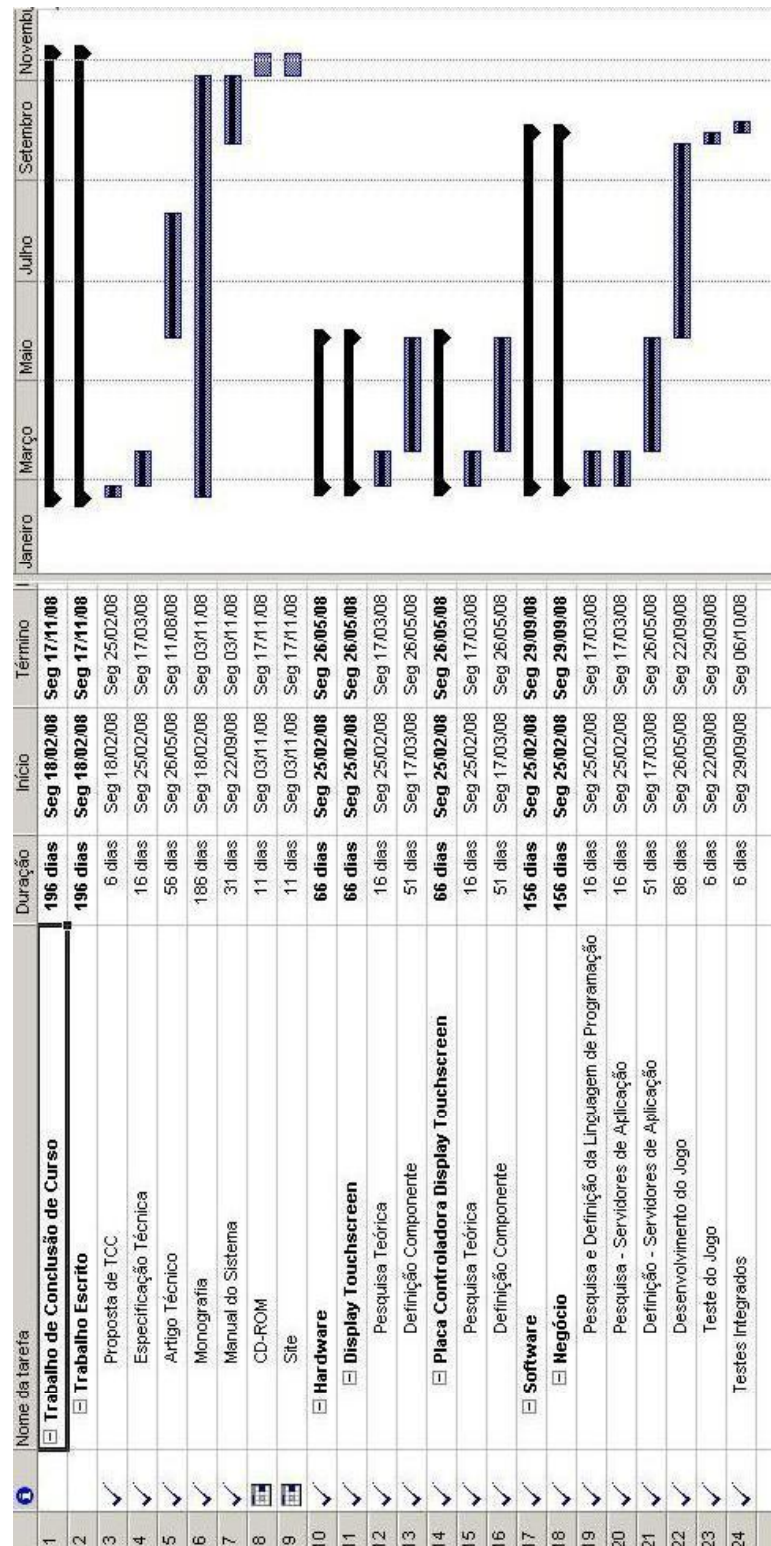 Nome da tarefa Duração Início Término Janeiro Março Maio Julho Setembro
1 Trabalho de Conclusão de Curso 196 dias Seg 18/02/08 Seg 17/11/08
2 Trabalho Escrito 196 dias Seg 18/02/08 Seg 17/11/08
3 Proposta de TCC 6 dias Seg 18/02/08 Seg 25/02/08
4 Especificação Técnica 16 dias Seg 25/02/08 Seg 17/03/08
5 Artigo Técnico 56 dias Seg 26/05/08 Seg 11/08/08
6 Monografia 186 dias Seg 18/02/08 Seg 03/11/08
7 Manual do Sistema 31 dias Seg 22/09/08 Seg 03/11/08
8 CD-ROM 11 dias Seg 03/11/08 Seg 17/11/08
9 Site 11 dias Seg 03/11/08 Seg 17/11/08
10 Hardware 66 dias Seg 25/02/08 Seg 26/05/08
11 Display Touchscreen 66 dias Seg 25/02/08 Seg 26/05/08
12 Pesquisa Teórica 16 dias Seg 25/02/08 Seg 17/03/08
13 Definição Componente 51 dias Seg 17/03/08 Seg 26/05/08
14 Placa Controladora Display Touchscreen 66 dias Seg 25/02/08 Seg 26/05/08
15 Pesquisa Teórica 16 dias Seg 25/02/08 Seg 17/03/08
16 Definição Componente 51 dias Seg 17/03/08 Seg 26/05/08
17 Software 156 dias Seg 25/02/08 Seg 29/09/08
18 Negócio 156 dias Seg 25/02/08 Seg 29/09/08
19 Pesquisa e Definição da Linguagem de Programação 16 dias Seg 25/02/08 Seg 17/03/08
20 Pesquisa - Servidores de Aplicação 16 dias Seg 25/02/08 Seg 17/03/08
21 Definição - Servidores de Aplicação 51 dias Seg 17/03/08 Seg 26/05/08
22 Desenvolvimento do Jogo 86 dias Seg 26/05/08 Seg 22/09/08
23 Teste do Jogo 6 dias Seg 22/09/08 Seg 29/09/08
24 Testes Integrados 6 dias Seg 29/09/08 Seg 06/10/08